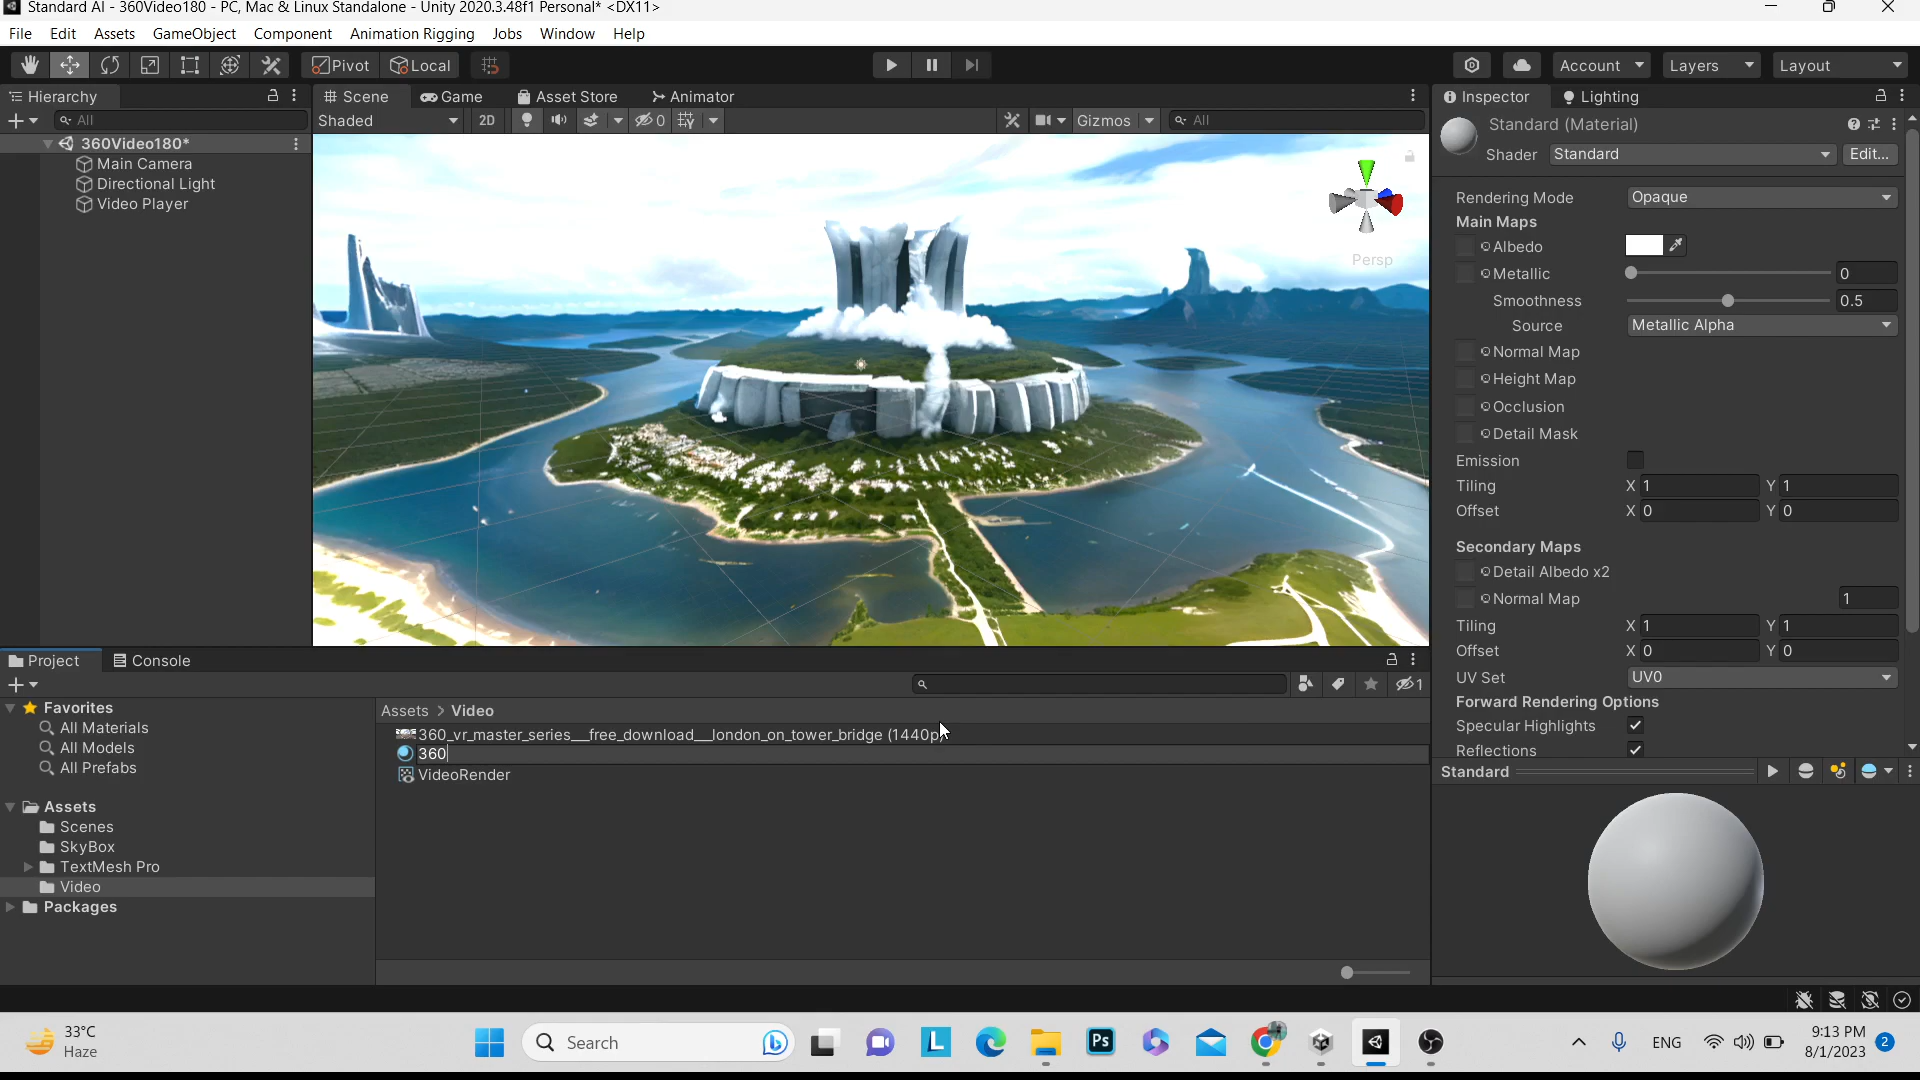 Standard AI - 360Video180 - PC, Mac & Linux Standalone - Unity 2020.3.48f1 Personal* <DX11>
File Edit Assets GameObject Component Animation Rigging Jobs Window Help
Pivot Local Account Layers Layout
Hierarchy Scene Game Asset Store Animator Inspector Lighting
All Shaded 2D 0 Gizmos All
360Video180*
Main Camera
Directional Light
Video Player
Persp
Standard (Material)
Shader Standard Edit...
Rendering Mode Opaque
Main Maps
Albedo
Metallic 0
Smoothness 0.5
Source Metallic Alpha
Normal Map
Height Map
Occlusion
Detail Mask
Emission
Tiling X 1 Y 1
Offset X 0 Y 0
Secondary Maps
Detail Albedo x2
Normal Map 1
Tiling X 1 Y 1
Offset X 0 Y 0
UV Set UV0
Forward Rendering Options
Specular Highlights
Reflections
Standard
Project Console
1
Favorites
All Materials
All Models
All Prefabs
Assets
Scenes
SkyBox
TextMesh Pro
Video
Packages
Assets > Video
360_vr_master_series__free_download__london_on_tower_bridge (1440p)
360
VideoRender
33°C
Haze
Search
L
Ps
ENG
9:13 PM
8/1/2023
2